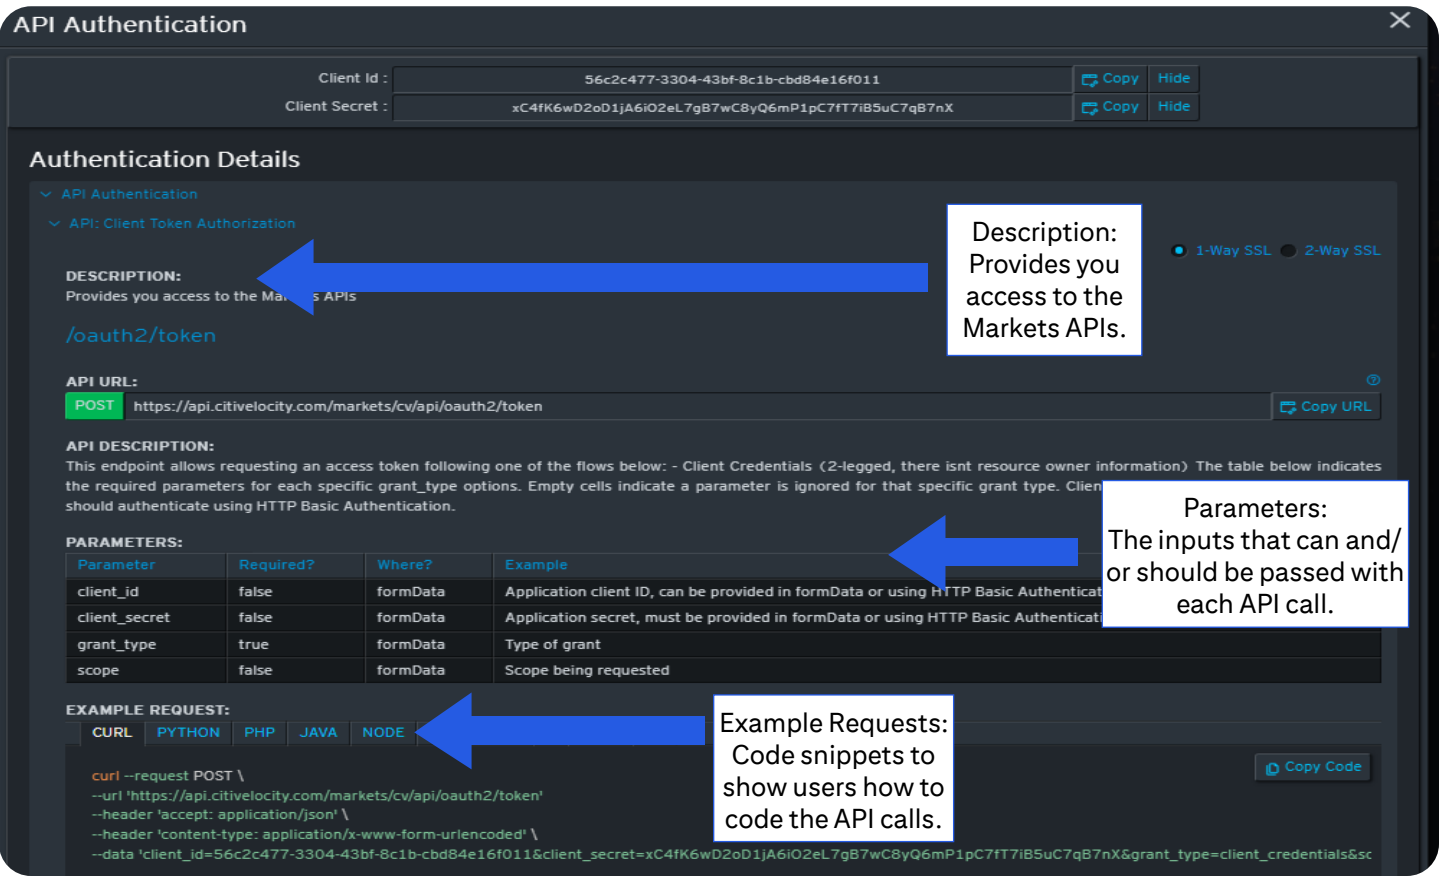 API Authentication
Client Id :
56c2c477-3304-43bf-8c1b-cbd84e16f011
Copy
Hide
Client Secret :
xC4fK6wD2oD1jA6iO2eL7gB7wC8yQ6mP1pC7fT7iB5uC7qB7nX
Copy
Hide
Authentication Details
API Authentication
API: Client Token Authorization
1-Way SSL
2-Way SSL
Description:
Provides you
access to the
Markets APIs.
DESCRIPTION:
Provides you access to the Markets APIs
/oauth2/token
API URL:
POST
https://api.citivelocity.com/markets/cv/api/oauth2/token
Copy URL
API DESCRIPTION:
This endpoint allows requesting an access token following one of the flows below: - Client Credentials (2-legged, there isnt resource owner information) The table below indicates
the required parameters for each specific grant_type options. Empty cells indicate a parameter is ignored for that specific grant type. Clien
should authenticate using HTTP Basic Authentication.
Parameters:
The inputs that can and/
or should be passed with
each API call.
PARAMETERS:
Parameter Required? Where? Example
client_id false formData Application client ID, can be provided in formData or using HTTP Basic Authenticat
client_secret false formData Application secret, must be provided in formData or using HTTP Basic Authenticati
grant_type true formData Type of grant
scope false formData Scope being requested
EXAMPLE REQUEST:
CURL PYTHON PHP JAVA NODE
Example Requests:
Code snippets to
show users how to
code the API calls.
Copy Code
curl --request POST \
--url 'https://api.citivelocity.com/markets/cv/api/oauth2/token'
--header 'accept: application/json' \
--header 'content-type: application/x-www-form-urlencoded' \
--data 'client_id=56c2c477-3304-43bf-8c1b-cbd84e16f011&client_secret=xC4fK6wD2oD1jA6iO2eL7gB7wC8yQ6mP1pC7fT7iB5uC7qB7nX&grant_type=client_credentials&sc